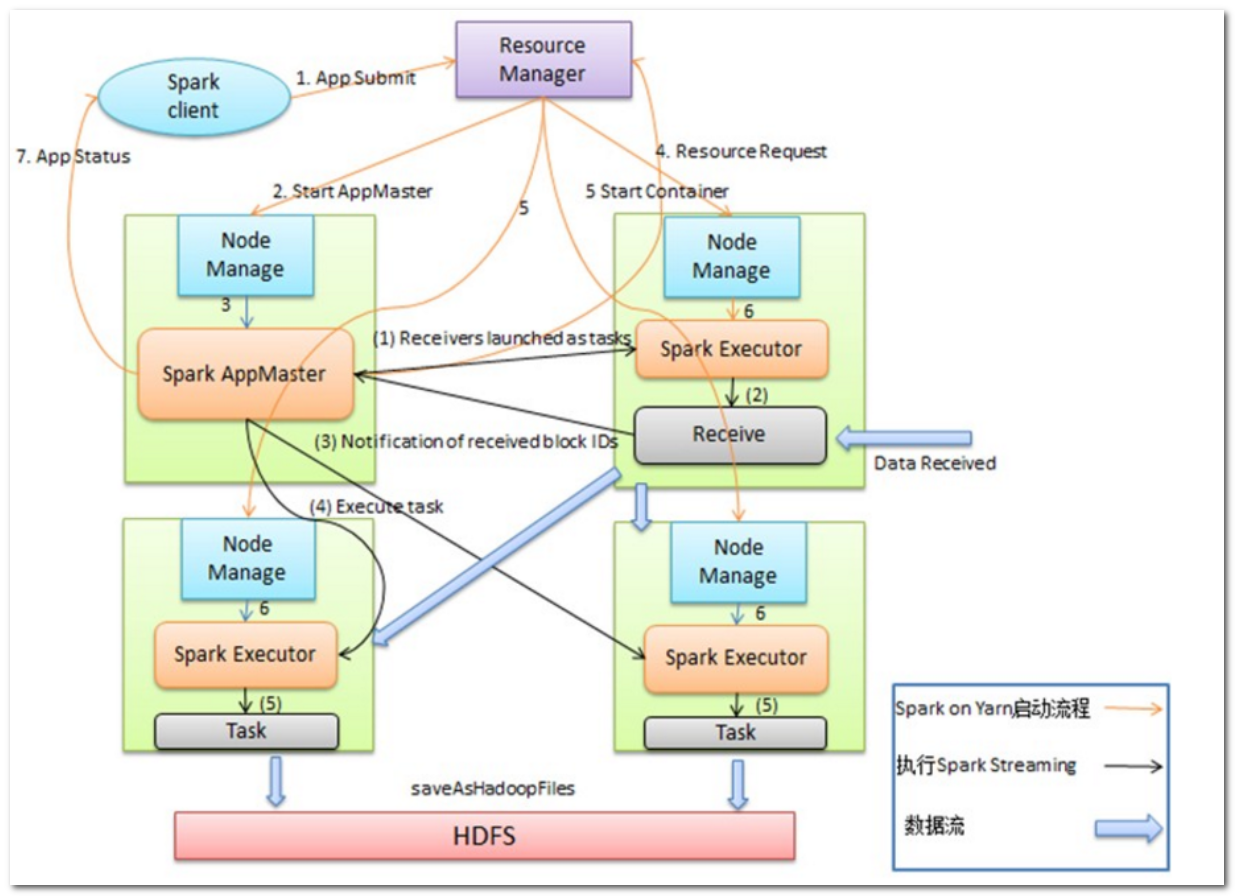 Resource
Manager
Spark
client
1. App Submit
7. App Status
4. Resource Request
2. Start AppMaster
5
5 Start Container
Node
Manage
Node
Manage
3
6
(1) Receivers launched as tasks
Spark AppMaster
Spark Executor
(2)
Receive
(3) Notification of received block IDs
Data Received
(4) Execute task
Node
Manage
Node
Manage
6
6
Spark Executor
Spark Executor
(5)
(5)
Task
Task
Spark on Yarn启动流程
执行Spark Streaming
数据流
saveAsHadoopFiles
HDFS